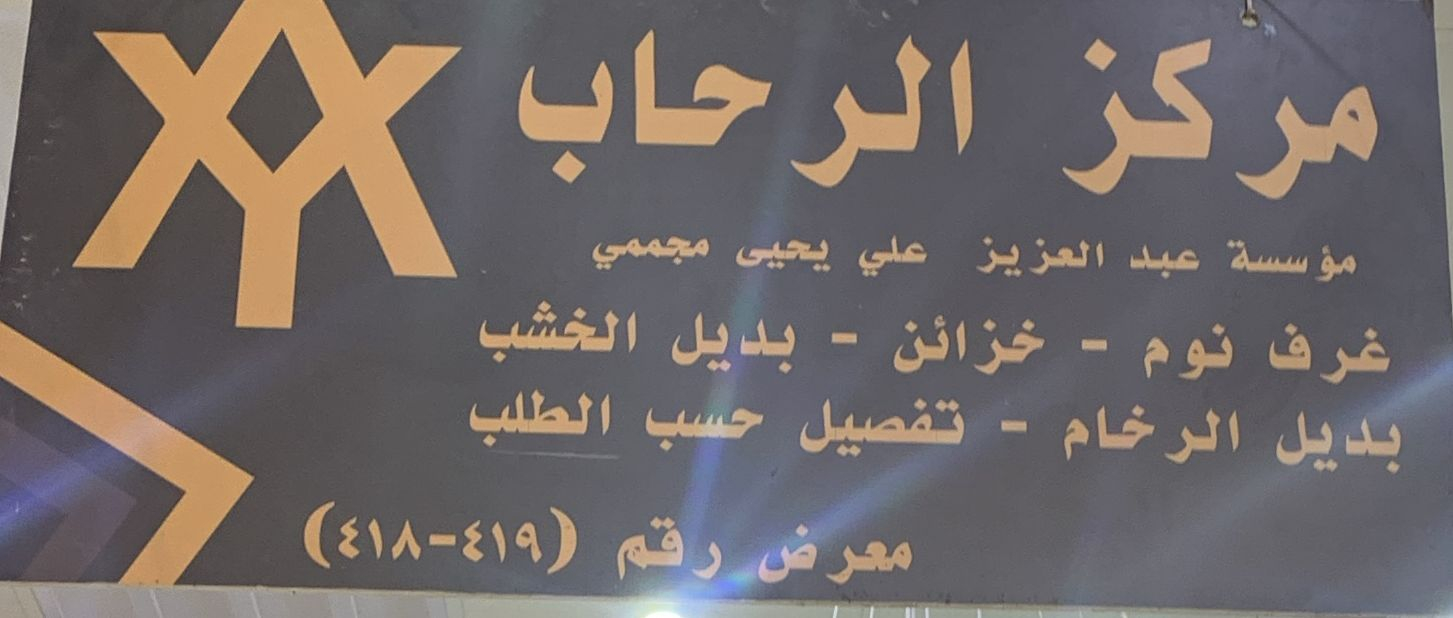 مركز الرحاب
مؤسسة عبد العزيز علي يحيى مجممي
غرف نوم - خزائن - بديل الخشب
بديل الرخام - تفصيل حسب الطلب
معرض رقم (٤١٩-٤١٨)